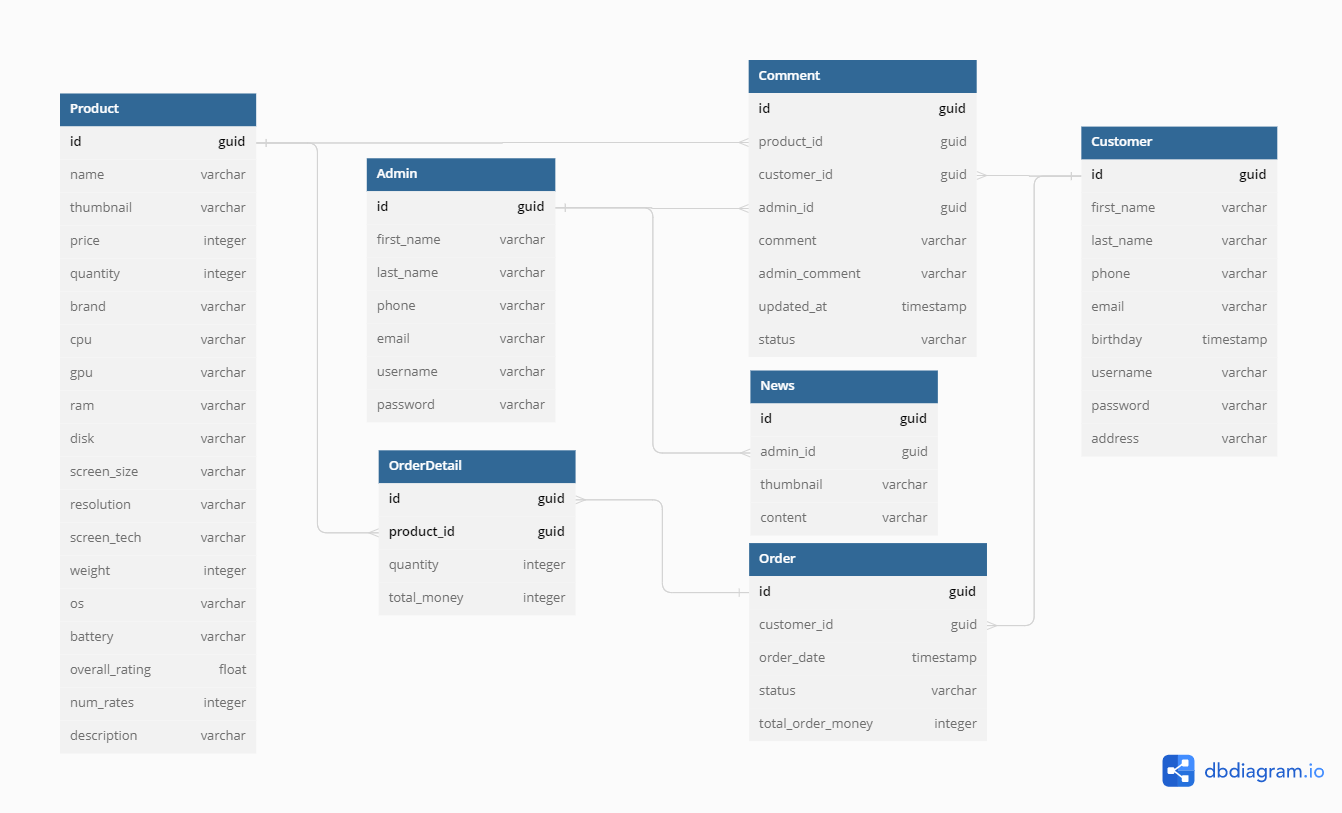 Product
id guid
name varchar
thumbnail varchar
price integer
quantity integer
brand varchar
cpu varchar
gpu varchar
ram varchar
disk varchar
screen_size varchar
resolution varchar
screen_tech varchar
weight integer
os varchar
battery varchar
overall_rating float
num_rates integer
description varchar
Admin
id guid
first_name varchar
last_name varchar
phone varchar
email varchar
username varchar
password varchar
OrderDetail
id guid
product_id guid
quantity integer
total_money integer
Comment
id guid
product_id guid
customer_id guid
admin_id guid
comment varchar
admin_comment varchar
updated_at timestamp
status varchar
News
id guid
admin_id guid
thumbnail varchar
content varchar
Order
id guid
customer_id guid
order_date timestamp
status varchar
total_order_money integer
Customer
id guid
first_name varchar
last_name varchar
phone varchar
email varchar
birthday timestamp
username varchar
password varchar
address varchar
dbdiagram.io